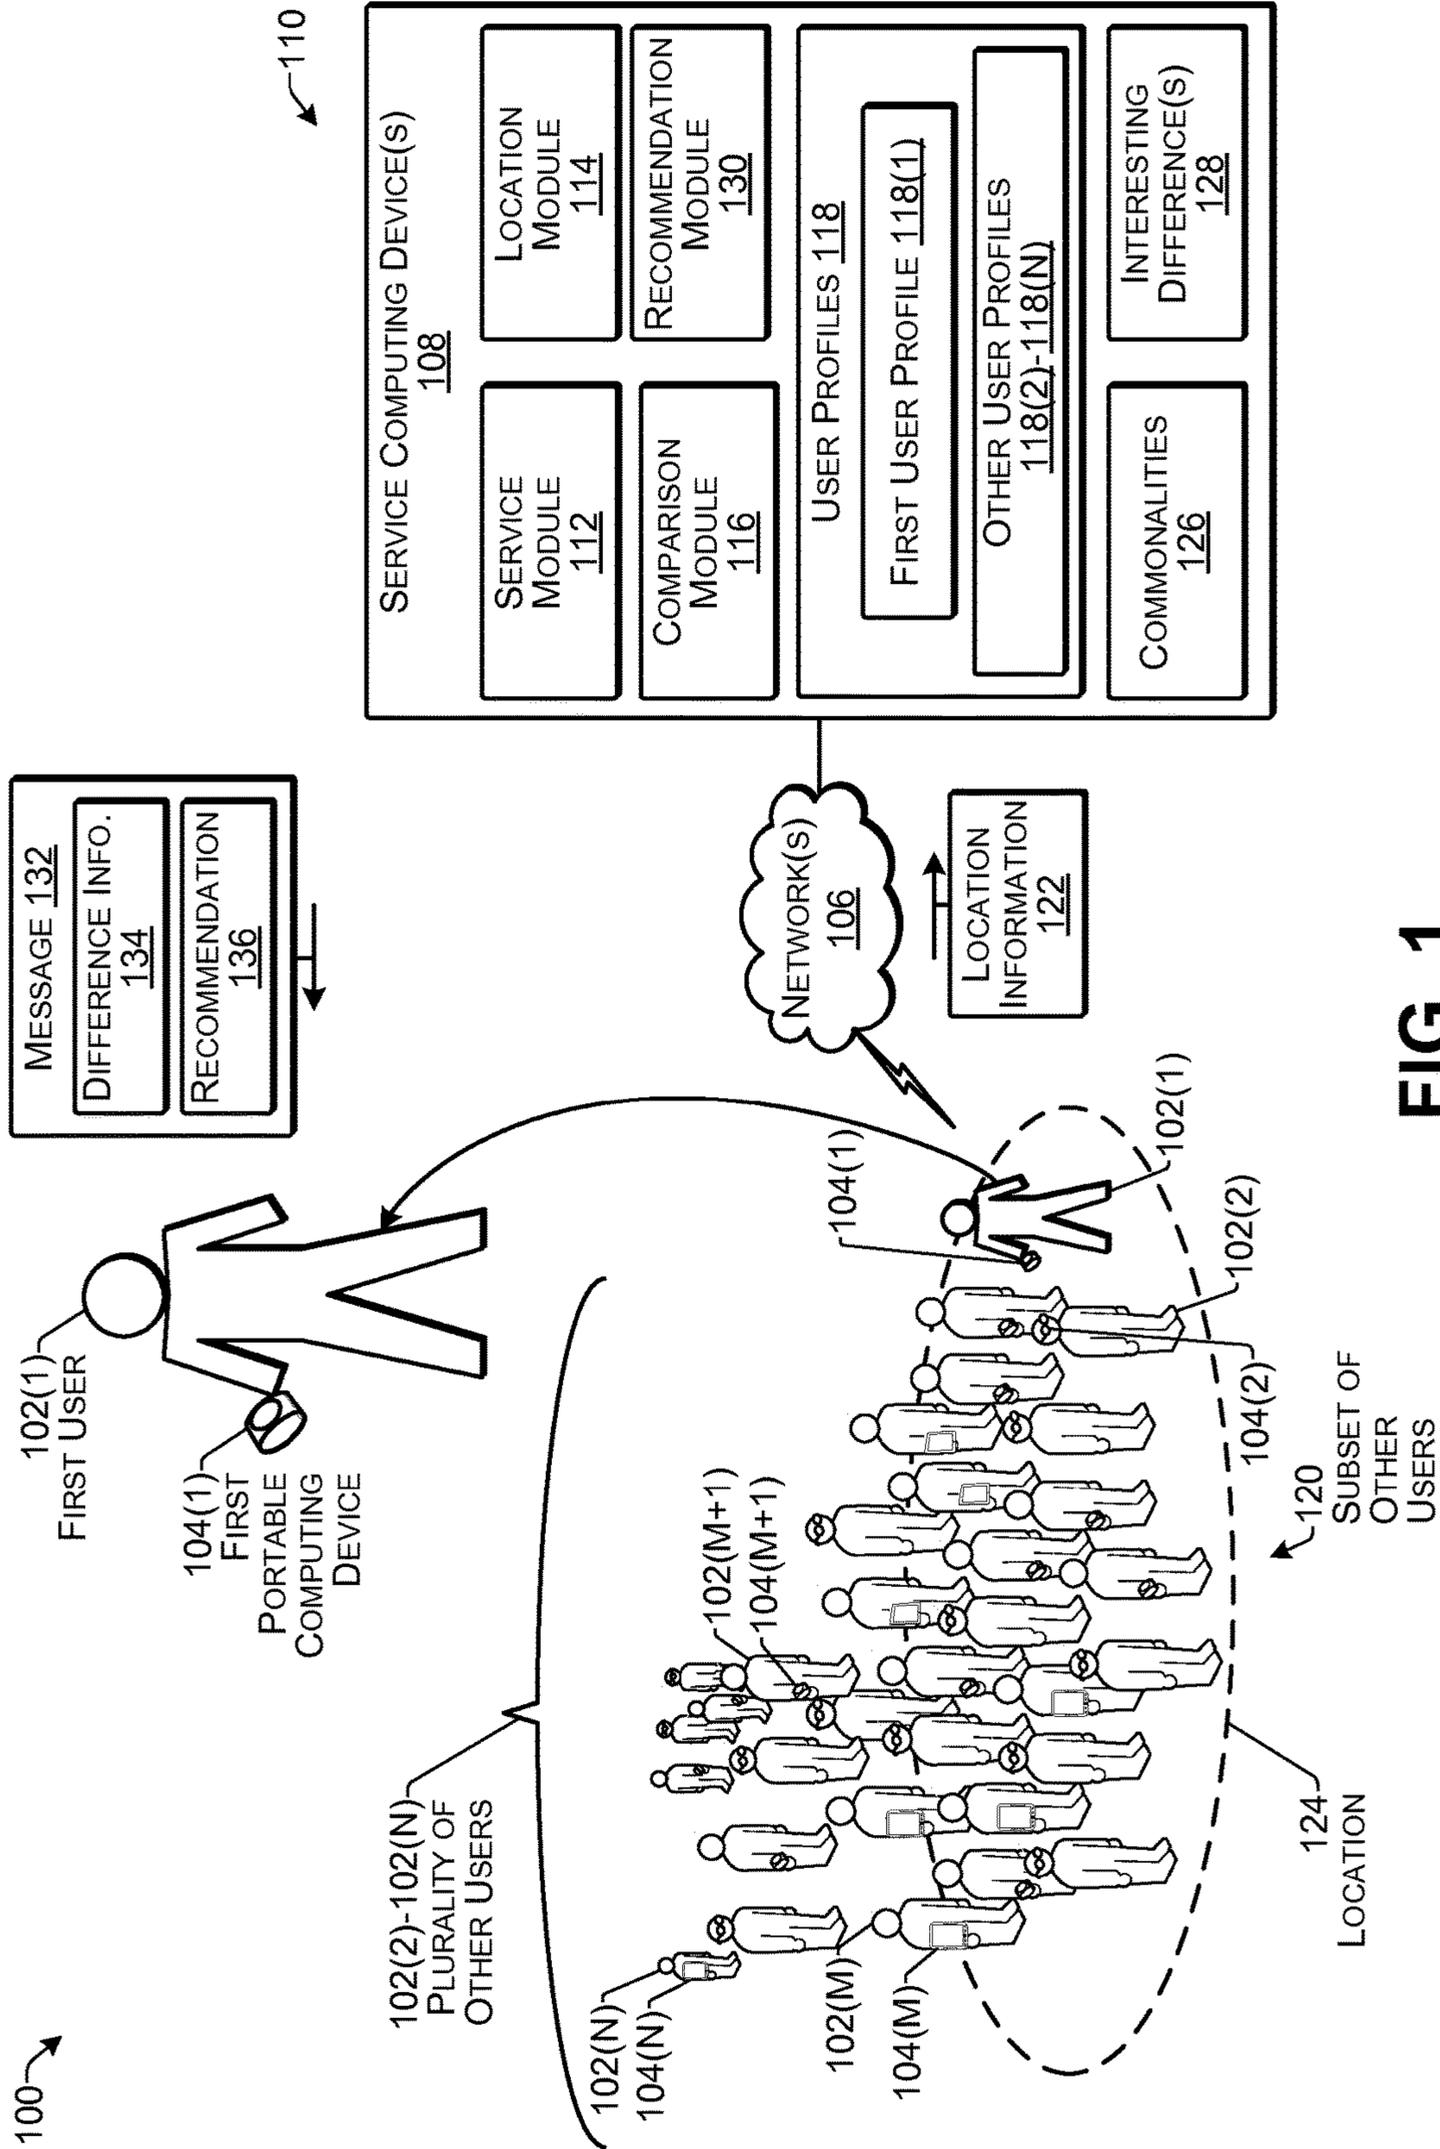 100
102(1)
FIRST USER
104(1)
FIRST
PORTABLE
COMPUTING
DEVICE
MESSAGE 132
DIFFERENCE INFO.
134
RECOMMENDATION
136
110
SERVICE COMPUTING DEVICE(S)
108
SERVICE
MODULE
112
LOCATION
MODULE
114
COMPARISON
MODULE
116
RECOMMENDATION
MODULE
130
USER PROFILES 118
FIRST USER PROFILE 118(1)
OTHER USER PROFILES
118(2)-118(N)
COMMONALITIES
126
INTERESTING
DIFFERENCE(S)
128
NETWORK(S)
106
LOCATION
INFORMATION
122
102(2)-102(N)
PLURALITY OF
OTHER USERS
102(N)
104(N)
102(M+1)
104(M+1)
102(M)
104(M)
104(1)
102(1)
102(2)
104(2)
124
LOCATION
120
SUBSET OF
OTHER
USERS
FIG. 1